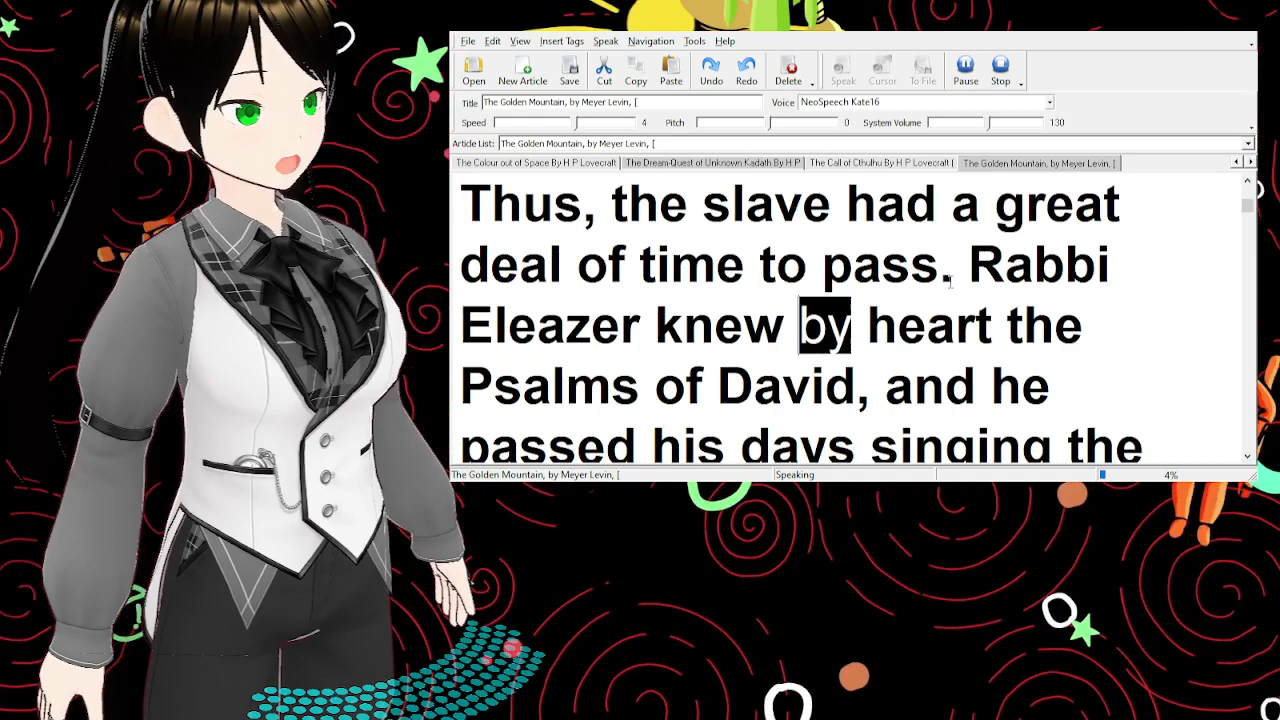 File Edit View Insert Tags Speak Navigation Tools Help
Open New Article Save Cut Copy Paste Undo Redo Delete Speak Cursor To File Pause Stop
Title The Golden Mountain, by Meyer Levin, [ Voice NeoSpeech Kate16
Speed 4 Pitch 0 System Volume 130
Article List: The Golden Mountain, by Meyer Levin, [
The Colour out of Space By H P Lovecraft The Dream-Quest of Unknown Kadath By H P The Call of Cthulhu By H P Lovecraft ( The Golden Mountain, by Meyer Levin, [
Thus, the slave had a great
deal of time to pass. Rabbi
Eleazer knew by heart the
Psalms of David, and he
passed his days singing the
The Golden Mountain, by Meyer Levin, [ Speaking 4%